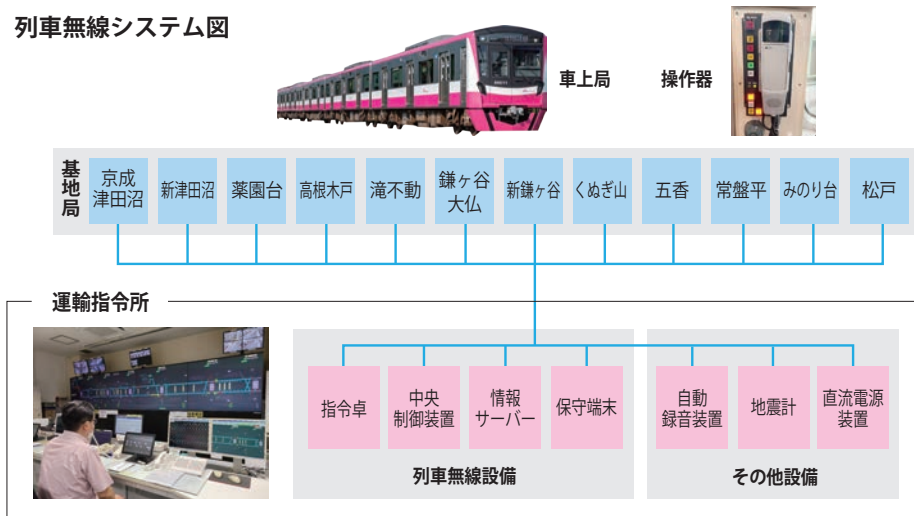 列車無線システム図
車上局
操作器
基地局
京成
津田沼
新津田沼
薬園台
高根木戸
滝不動
鎌ヶ谷
大仏
新鎌ヶ谷
くぬぎ山
五香
常盤平
みのり台
松戸
運輸指令所
指令卓
中央
制御装置
情報
サーバー
保守端末
自動
録音装置
地震計
直流電源
装置
列車無線設備
その他設備